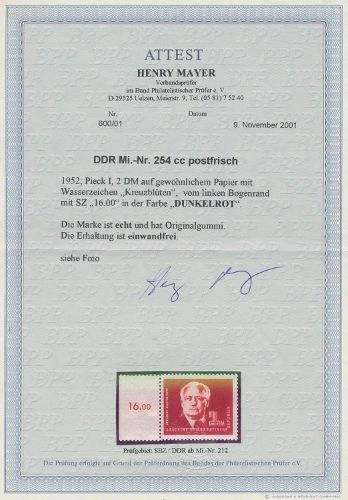 ATTEST
HENRY MAYER
Verbandsprüfer
im Bund Philatelistischer Prüfer e. V.
D-29525 Uelzen, Meierstr. 9, Tel. (05 81) 7 52 40
Nr. Datum
600/01 9. November 2001
DDR Mi.-Nr. 254 cc postfrisch
1952, Pieck I, 2 DM auf gewöhnlichem Papier mit
Wasserzeichen „Kreuzblüten“, vom linken Bogenrand
mit SZ „16.00“ in der Farbe „DUNKELROT“.
Die Marke ist echt und hat Originalgummi.
Die Erhaltung ist einwandfrei.
siehe Foto
16.00
Prüfgebiet: SBZ / DDR ab Mi.-Nr. 212
Die Prüfung erfolgte auf Grund der Prüfordnung des Bundes der Philatelistischen Prüfer e.V.